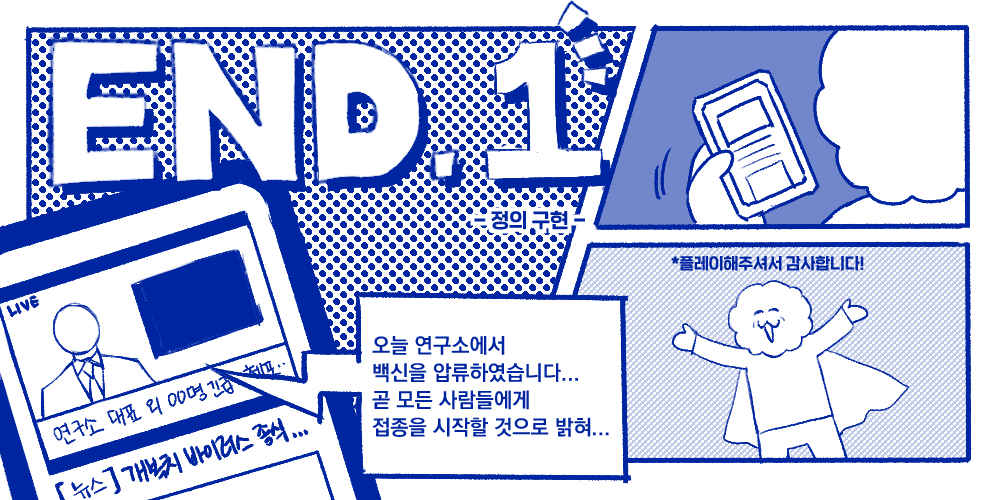 END.1
- 정의 구현 -
*플레이해주셔서 감사합니다!
LIVE
연구소 대표 외 00명 긴급 체포..
[뉴스] 개복치 바이러스 종식...
오늘 연구소에서
백신을 압류하였습니다...
곧 모든 사람들에게
접종을 시작할 것으로 밝혀...